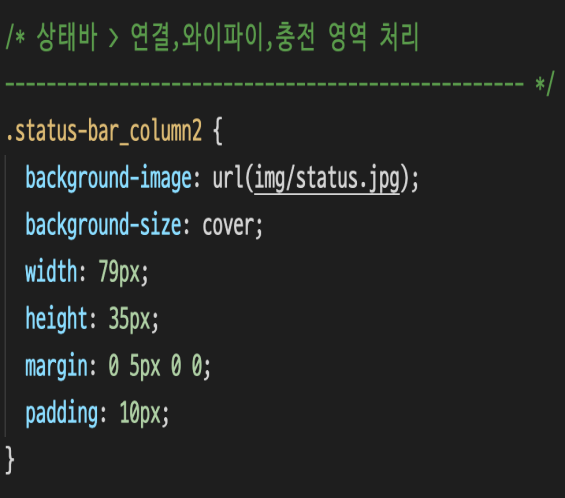 /* 상태바 > 연결,와이파이,충전 영역 처리
-------------------------------------------------- */
.status-bar_column2 {
background-image: url(img/status.jpg);
background-size: cover;
width: 79px;
height: 35px;
margin: 0 5px 0 0;
padding: 10px;
}